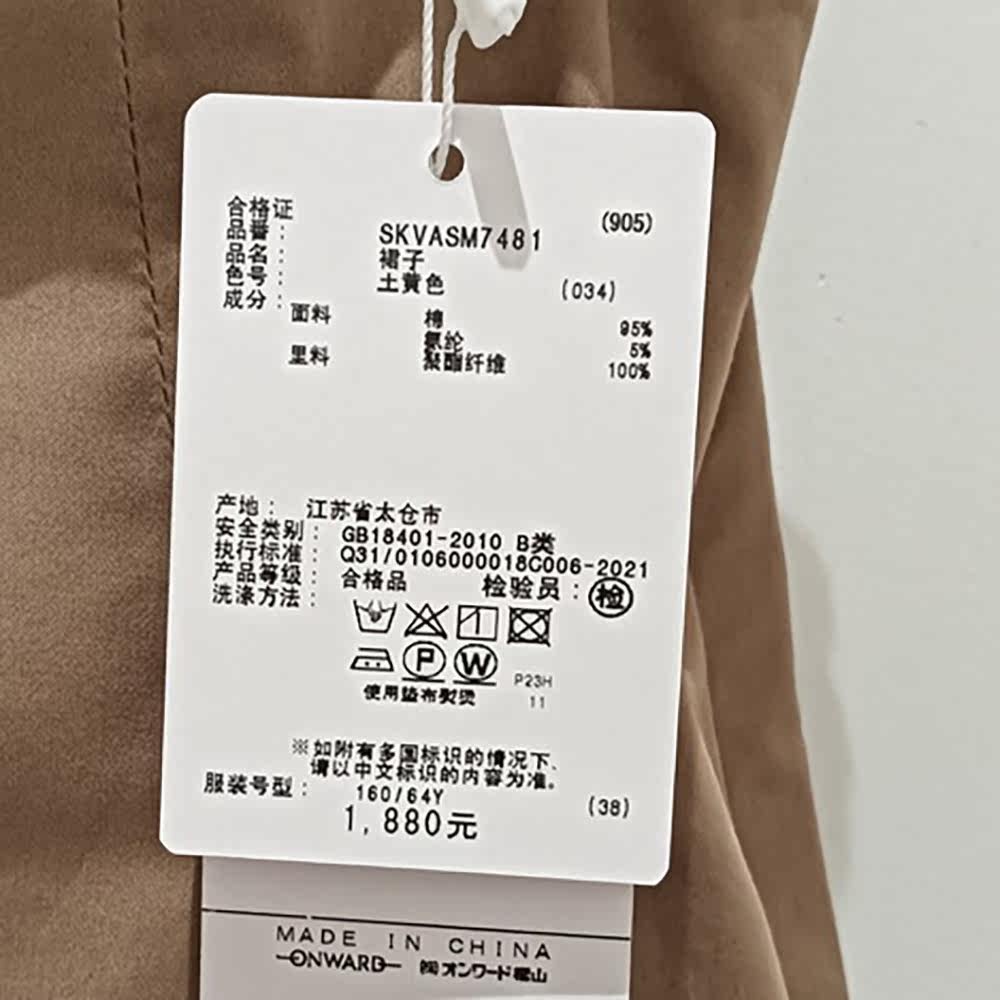 合格证 (905)
品番: SKVASM7481
品名: 裙子
色号: 土黄色 (034)
成分:
面料 棉 95%
氨纶 5%
里料 聚酯纤维 100%
产地: 江苏省太仓市
安全类别: GB18401-2010 B类
执行标准: Q31/0106000018C006-2021
产品等级: 合格品 检验员: 检
洗涤方法:
P W P23H
使用垫布熨烫 11
※如附有多国标识的情况下、
请以中文标识的内容为准。
服装号型: 160/64Y (38)
1,880元
MADE IN CHINA
ONWARD ㈱オンワード樫山